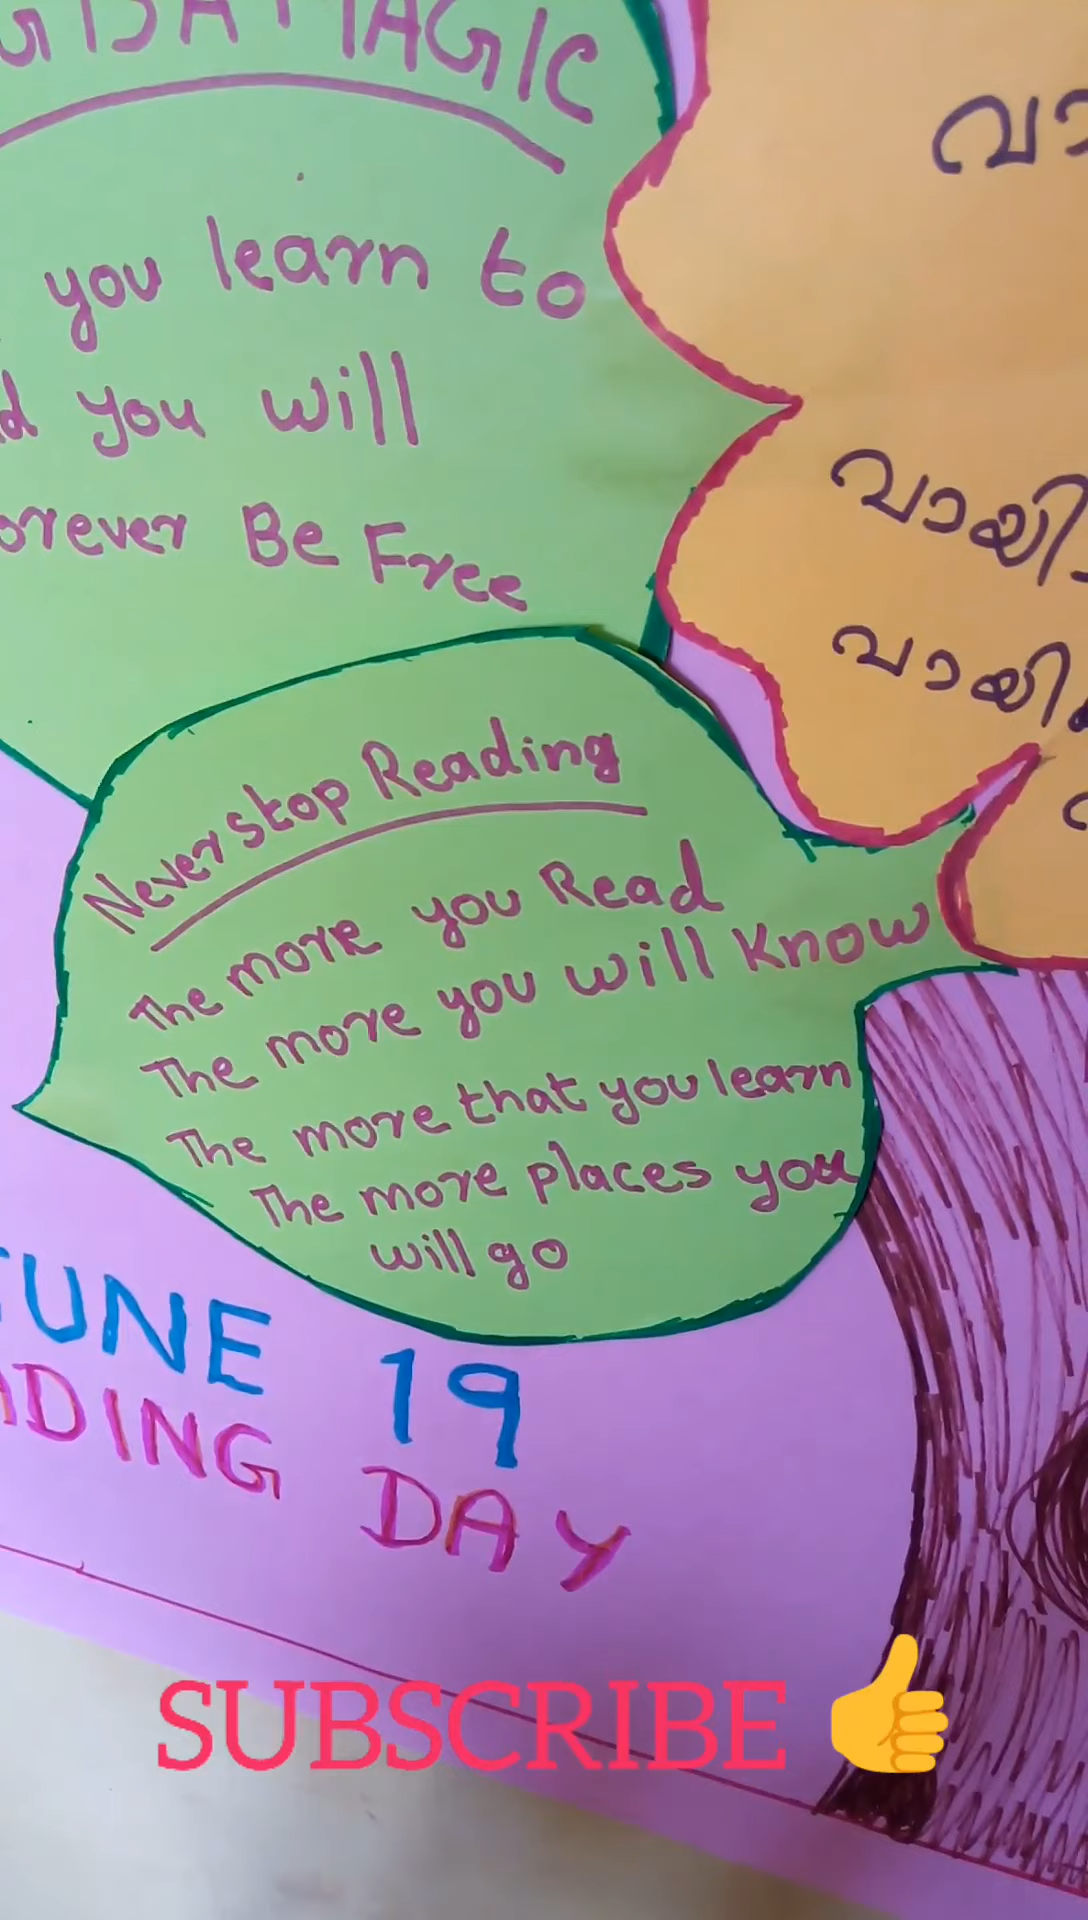 MAGIC
you learn to
you will
Be Free
Never Stop Reading
The more you Read
The more you will Know
The more that you learn
The more places you
will go
JUNE 19
DAY
SUBSCRIBE